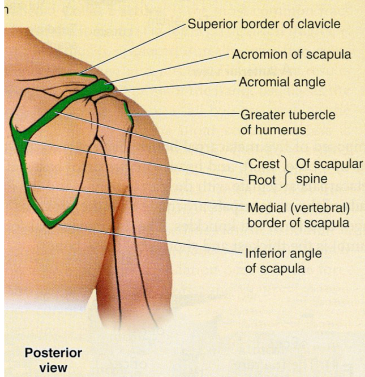 n
Superior border of clavicle
Acromion of scapula
Acromial angle
Greater tubercle
of humerus
Crest } Of scapular
Root } spine
Medial (vertebral)
border of scapula
Inferior angle
of scapula
Posterior
view